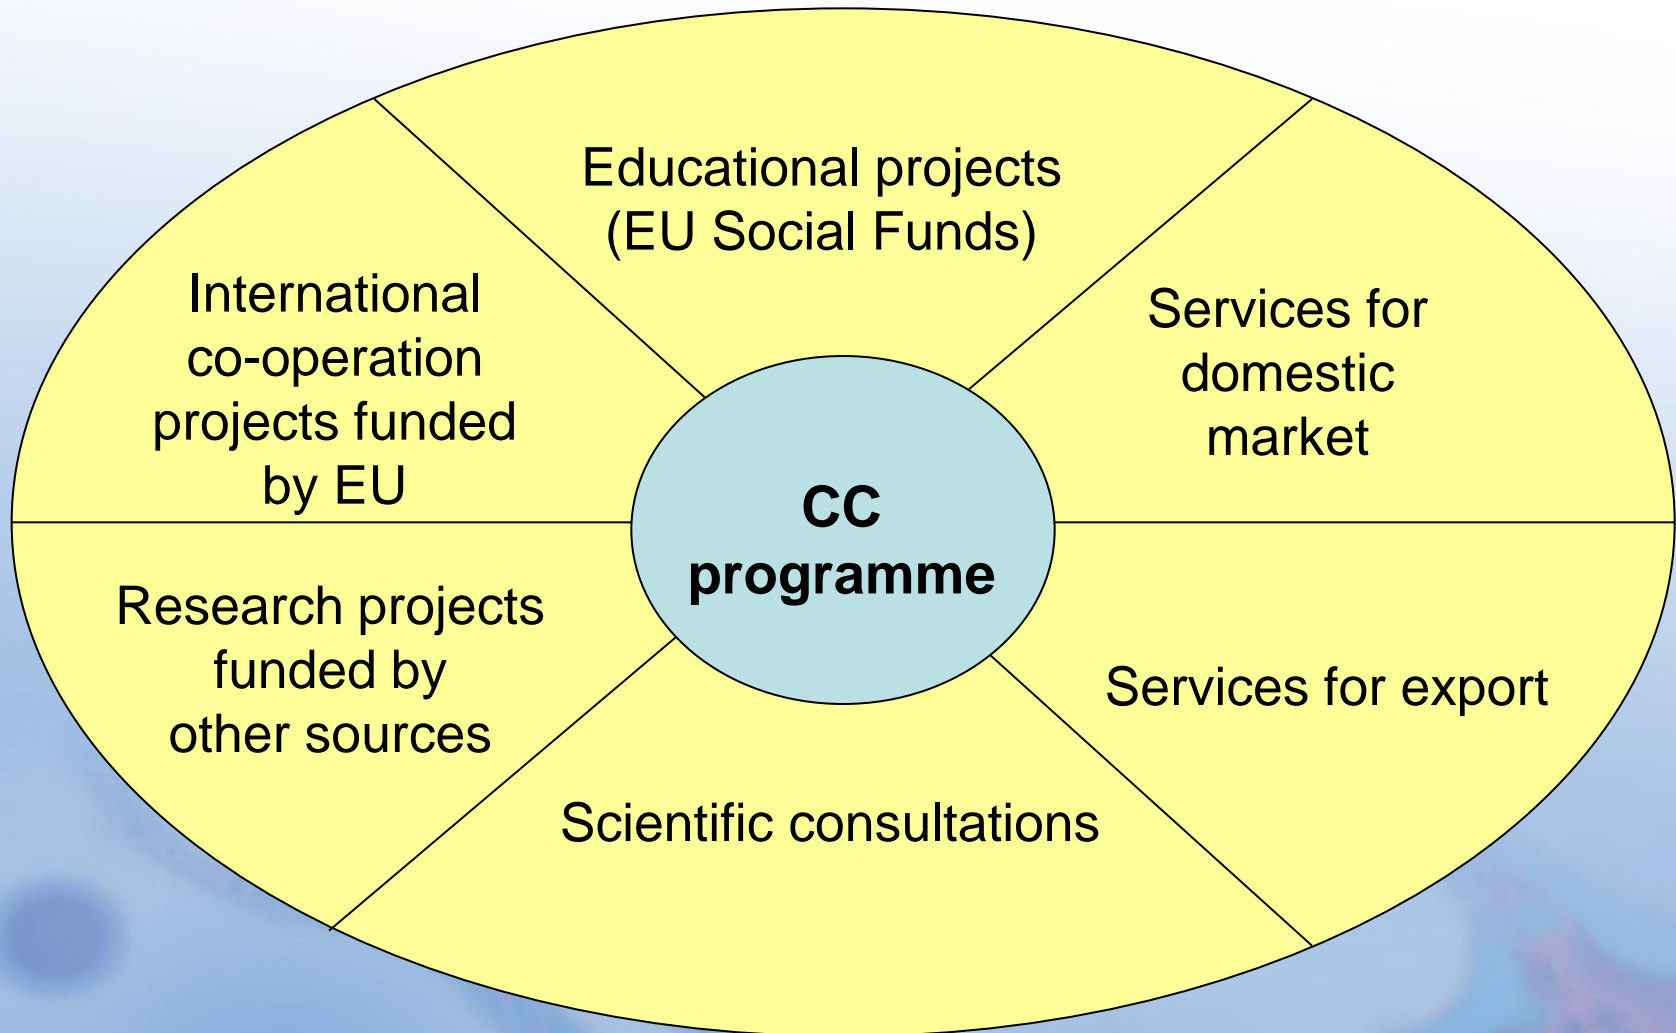 Educational projects
(EU Social Funds)
International
co-operation
projects funded
by EU
Services for
domestic
market
CC
programme
Research projects
funded by
other sources
Services for export
Scientific consultations